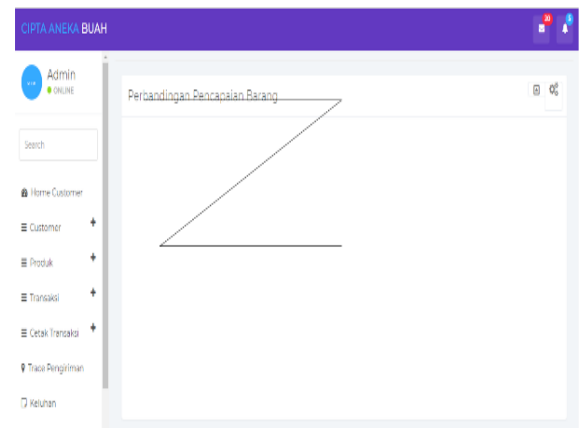 CIPTA ANEKA BUAH
Admin
ONLINE
Search
Home Customer
Customer
Produk
Transaksi
Cetak Transaksi
Trace Pengiriman
Keluhan
Perbandingan Pencapaian Barang